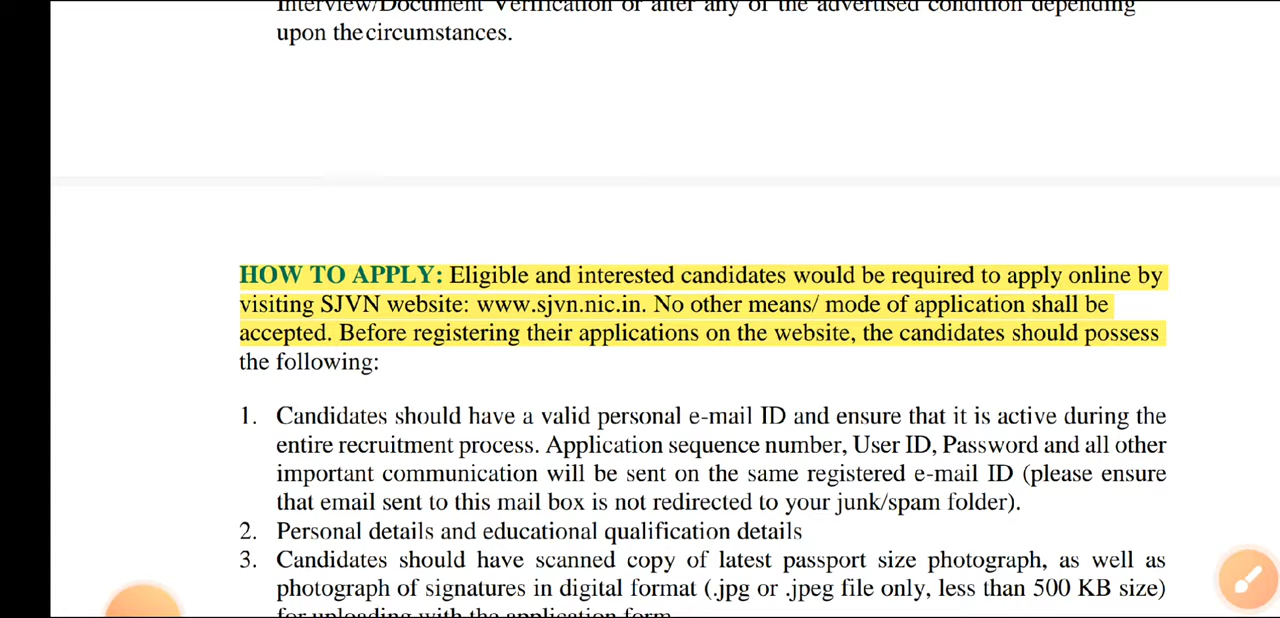 Interview/Document Verification or after any of the advertised condition depending
upon the circumstances.
HOW TO APPLY: Eligible and interested candidates would be required to apply online by
visiting SJVN website: www.sjvn.nic.in. No other means/ mode of application shall be
accepted. Before registering their applications on the website, the candidates should possess
the following:
1. Candidates should have a valid personal e-mail ID and ensure that it is active during the
entire recruitment process. Application sequence number, User ID, Password and all other
important communication will be sent on the same registered e-mail ID (please ensure
that email sent to this mail box is not redirected to your junk/spam folder).
2. Personal details and educational qualification details
3. Candidates should have scanned copy of latest passport size photograph, as well as
photograph of signatures in digital format (.jpg or .jpeg file only, less than 500 KB size)
for uploading with the application form